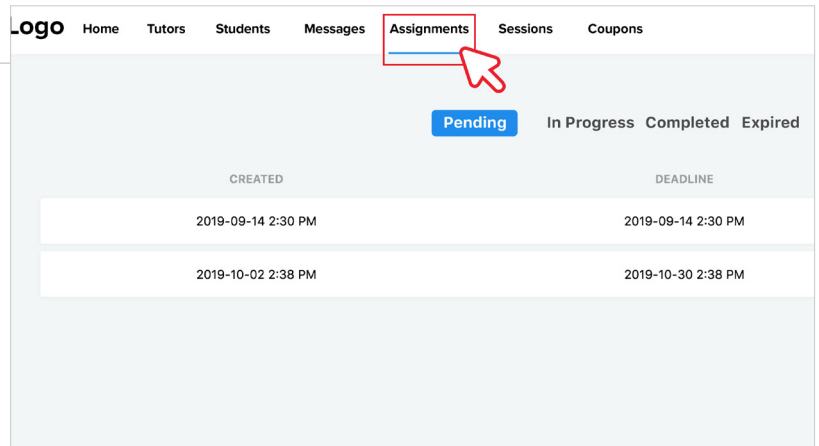 Logo Home Tutors Students Messages Assignments Sessions Coupons
Pending In Progress Completed Expired
CREATED DEADLINE
2019-09-14 2:30 PM 2019-09-14 2:30 PM
2019-10-02 2:38 PM 2019-10-30 2:38 PM